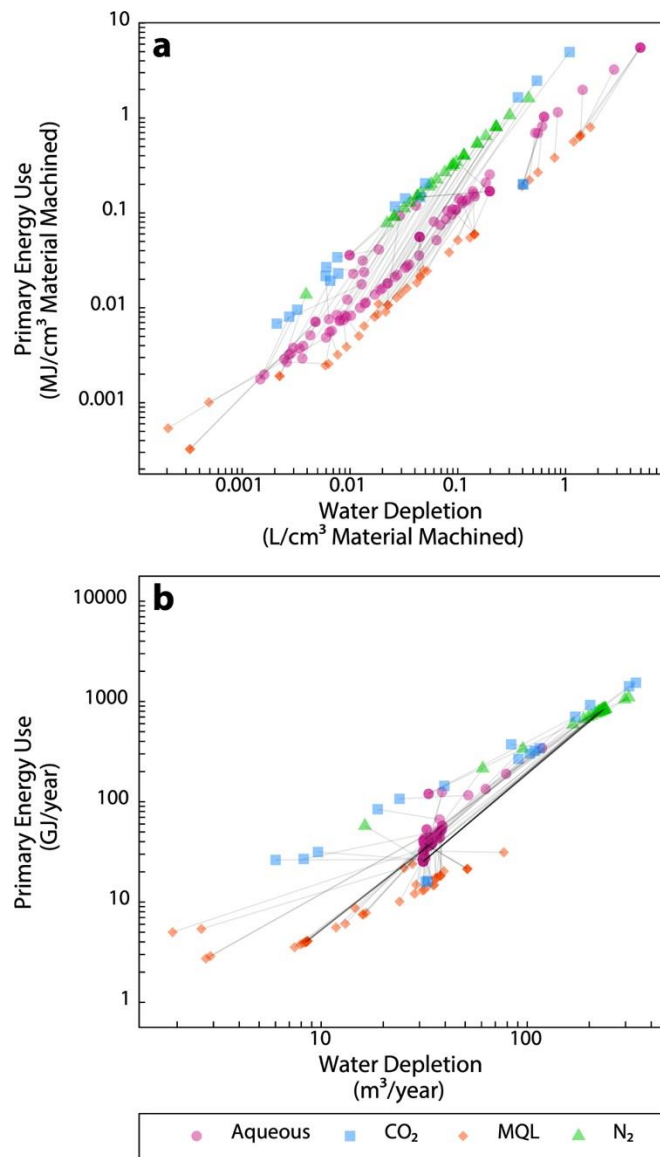 a
10
1
0.1
0.01
0.001
Primary Energy Use
(MJ/cm³ Material Machined)
0.001 0.01 0.1 1
Water Depletion
(L/cm³ Material Machined)
b
10000
1000
100
10
1
Primary Energy Use
(GJ/year)
10 100
Water Depletion
(m³/year)
Aqueous CO₂ MQL N₂